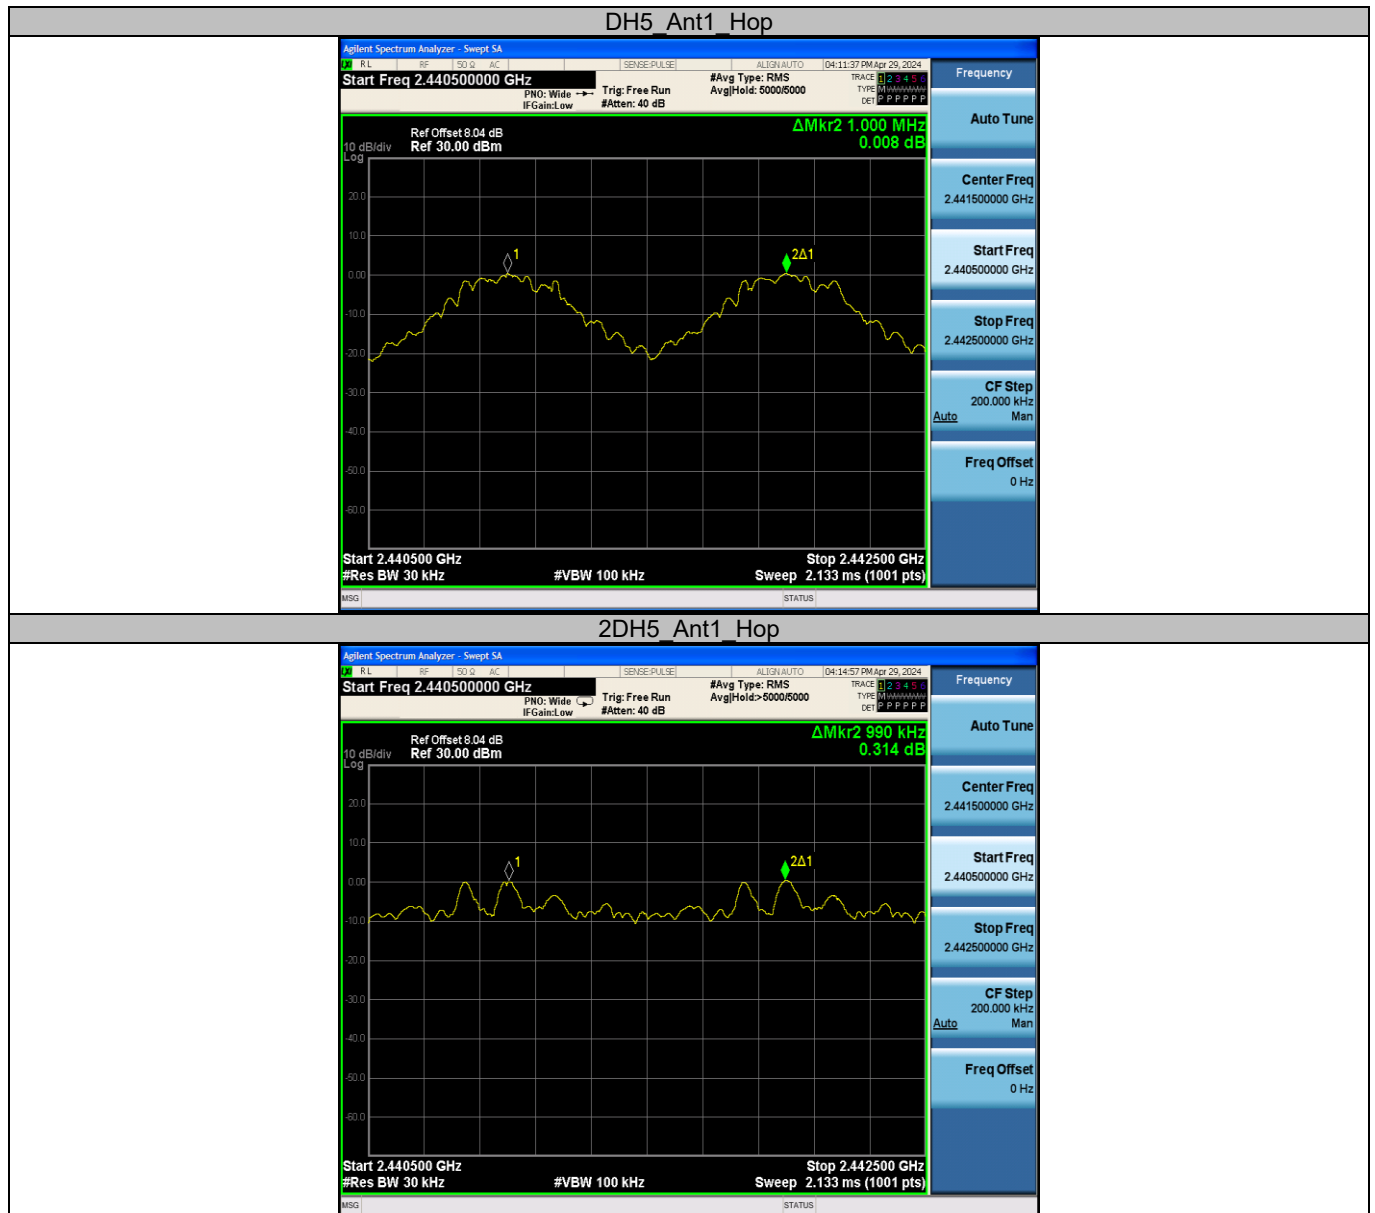 DH5_Ant1_Hop
Agilent Spectrum Analyzer - Swept SA
RL RF 50 Ω AC SENSE:PULSE ALIGN AUTO 04:11:37 PM Apr 29, 2024
Start Freq 2.440500000 GHz
PNO: Wide
IFGain:Low
Trig: Free Run
#Atten: 40 dB
#Avg Type: RMS
Avg|Hold: 5000/5000
TRACE 1 2 3 4 5 6
TYPE M
DET P P P P P P
Frequency
Auto Tune
Center Freq
2.441500000 GHz
Start Freq
2.440500000 GHz
Stop Freq
2.442500000 GHz
CF Step
200.000 kHz
Auto Man
Freq Offset
0 Hz
ΔMkr2 1.000 MHz
0.008 dB
Ref Offset 8.04 dB
10 dB/div Ref 30.00 dBm
Log
20.0
10.0
0.00
-10.0
-20.0
-30.0
-40.0
-50.0
-60.0
1
2Δ1
Start 2.440500 GHz Stop 2.442500 GHz
#Res BW 30 kHz #VBW 100 kHz Sweep 2.133 ms (1001 pts)
MSG STATUS
2DH5_Ant1_Hop
Agilent Spectrum Analyzer - Swept SA
RL RF 50 Ω AC SENSE:PULSE ALIGN AUTO 04:14:57 PM Apr 29, 2024
Start Freq 2.440500000 GHz
PNO: Wide
IFGain:Low
Trig: Free Run
#Atten: 40 dB
#Avg Type: RMS
Avg|Hold:>5000/5000
TRACE 1 2 3 4 5 6
TYPE M
DET P P P P P P
Frequency
Auto Tune
Center Freq
2.441500000 GHz
Start Freq
2.440500000 GHz
Stop Freq
2.442500000 GHz
CF Step
200.000 kHz
Auto Man
Freq Offset
0 Hz
ΔMkr2 990 kHz
0.314 dB
Ref Offset 8.04 dB
10 dB/div Ref 30.00 dBm
Log
20.0
10.0
0.00
-10.0
-20.0
-30.0
-40.0
-50.0
-60.0
1
2Δ1
Start 2.440500 GHz Stop 2.442500 GHz
#Res BW 30 kHz #VBW 100 kHz Sweep 2.133 ms (1001 pts)
MSG STATUS